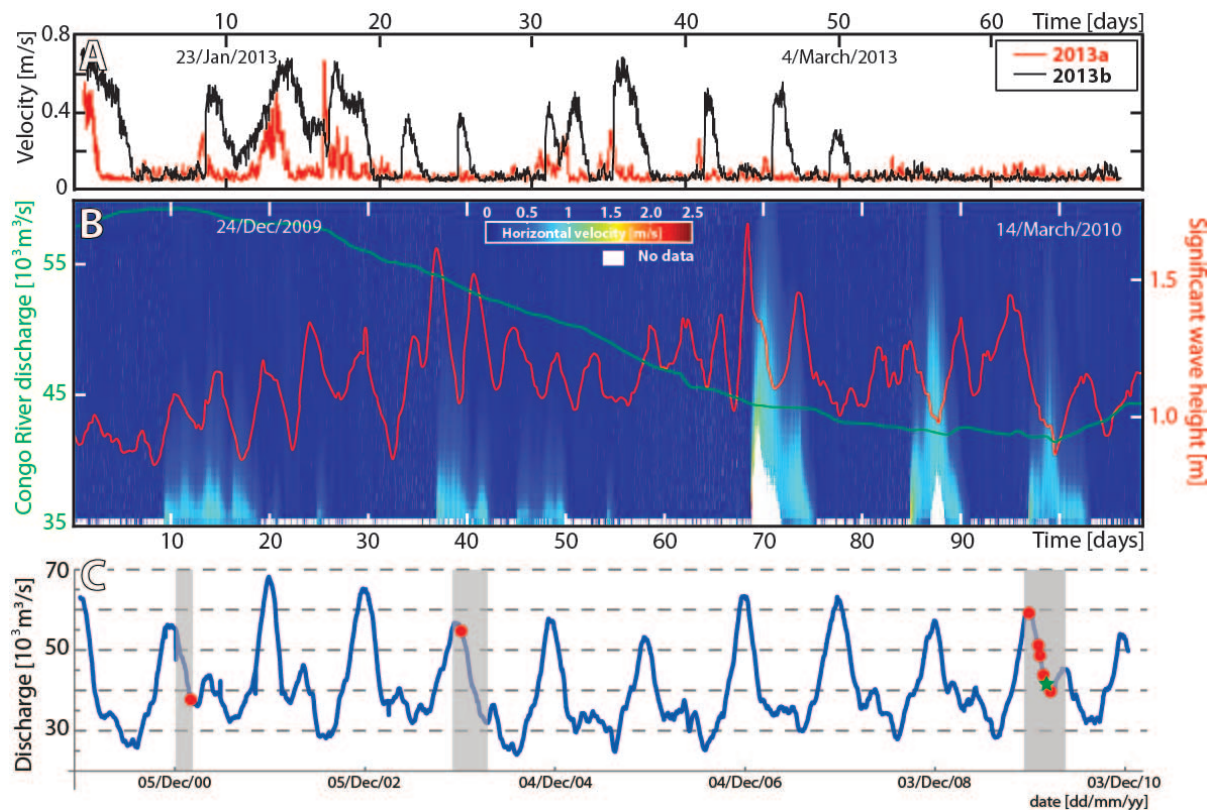 10 20 30 40 50 60 Time [days]
0.8
A
23/Jan/2013 4/March/2013
2013a
2013b
Velocity [m/s]
0.4
0
B
0 0.5 1 1.5 2.0 2.5
Horizontal velocity [m/s]
No data
24/Dec/2009 14/March/2010
Congo River discharge [10³m³/s]
55
45
35
1.5
1.0
Significant wave height [m]
10 20 30 40 50 60 70 80 90 Time [days]
C
Discharge [10³m³/s]
70
50
30
05/Dec/00 05/Dec/02 04/Dec/04 04/Dec/06 03/Dec/08 03/Dec/10
date [dd/mm/yy]